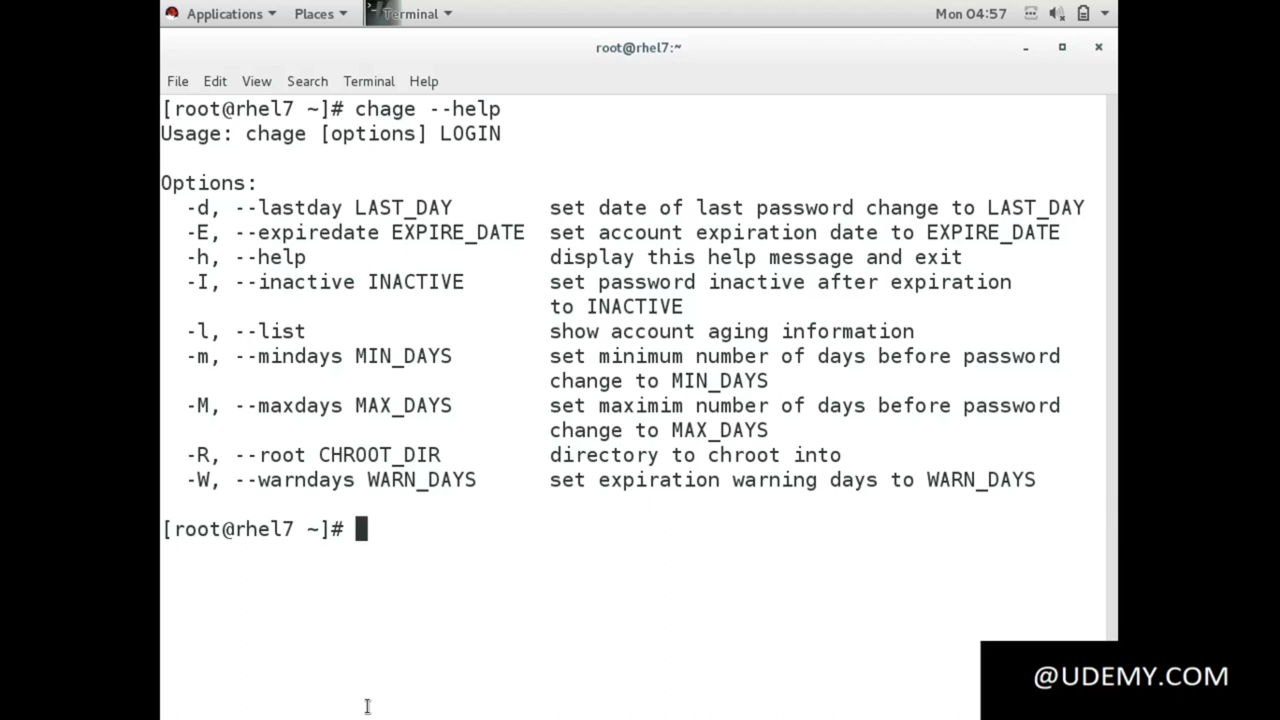 Applications Places Terminal Mon 04:57
root@rhel7:~
File Edit View Search Terminal Help
[root@rhel7 ~]# chage --help
Usage: chage [options] LOGIN
Options:
-d, --lastday LAST_DAY set date of last password change to LAST_DAY
-E, --expiredate EXPIRE_DATE set account expiration date to EXPIRE_DATE
-h, --help display this help message and exit
-I, --inactive INACTIVE set password inactive after expiration
to INACTIVE
-l, --list show account aging information
-m, --mindays MIN_DAYS set minimum number of days before password
change to MIN_DAYS
-M, --maxdays MAX_DAYS set maximim number of days before password
change to MAX_DAYS
-R, --root CHROOT_DIR directory to chroot into
-W, --warndays WARN_DAYS set expiration warning days to WARN_DAYS
[root@rhel7 ~]#
@UDEMY.COM